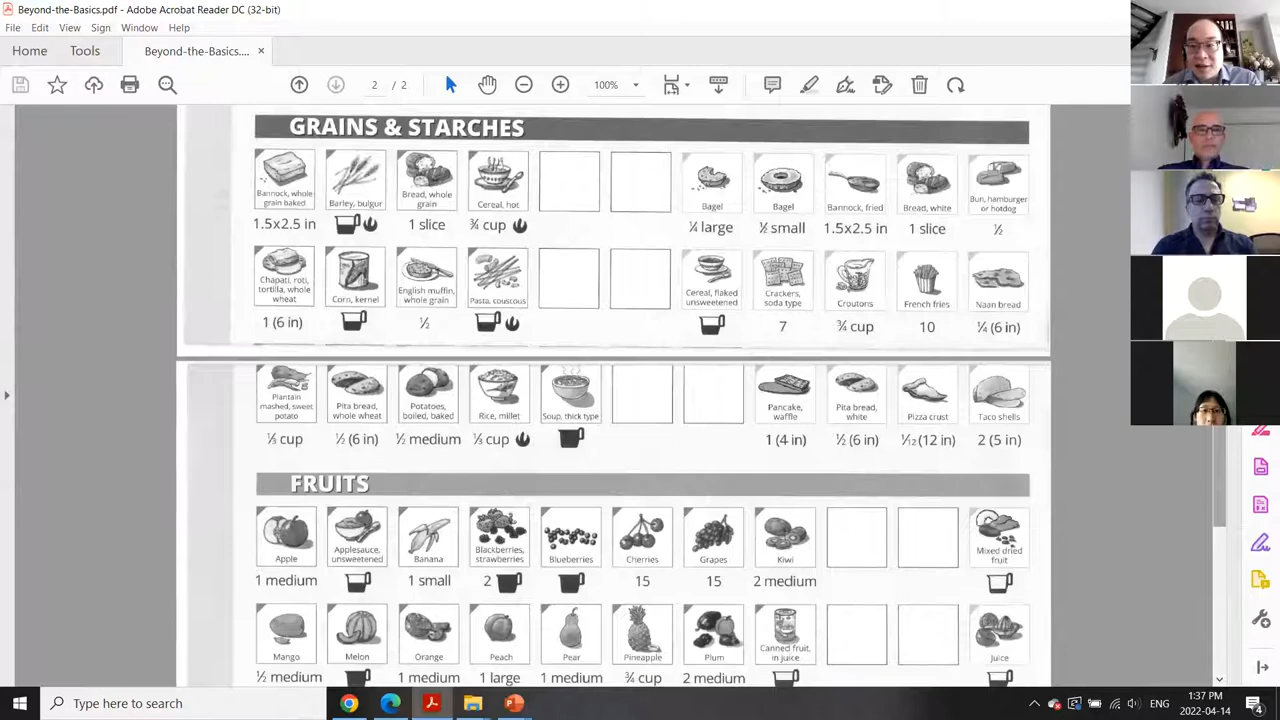 Beyond-the-Basics.pdf - Adobe Acrobat Reader DC (32-bit)
File Edit View Sign Window Help
Home Tools Beyond-the-Basics.... ×
2 / 2 100%
GRAINS & STARCHES
Bannock, whole grain baked
Barley, bulgur
Bread, whole grain
Cereal, hot
Bagel
Bagel
Bannock, fried
Bread, white
Bun, hamburger or hotdog
1.5x2.5 in 1 slice ¾ cup ¼ large ½ small 1.5x2.5 in 1 slice ½
Chapati, roti, tortilla, whole wheat
Corn, kernel
English muffin, whole grain
Pasta, couscous
Cereal, flaked unsweetened
Crackers, soda type
Croutons
French fries
Naan bread
1 (6 in) ½ 7 ¾ cup 10 ¼ (6 in)
Plantain mashed, sweet potato
Pita bread, whole wheat
Potatoes, boiled, baked
Rice, millet
Soup, thick type
Pancake, waffle
Pita bread, white
Pizza crust
Taco shells
⅓ cup ½ (6 in) ½ medium ⅓ cup 1 (4 in) ½ (6 in) 1/12 (12 in) 2 (5 in)
FRUITS
Apple
Applesauce, unsweetened
Banana
Blackberries, strawberries
Blueberries
Cherries
Grapes
Kiwi
Mixed dried fruit
1 medium 1 small 2 15 15 2 medium
Mango
Melon
Orange
Peach
Pear
Pineapple
Plum
Canned fruit, in juice
Juice
½ medium 1 medium 1 large 1 medium ¾ cup 2 medium
Type here to search
ENG
1:37 PM
2022-04-14
4